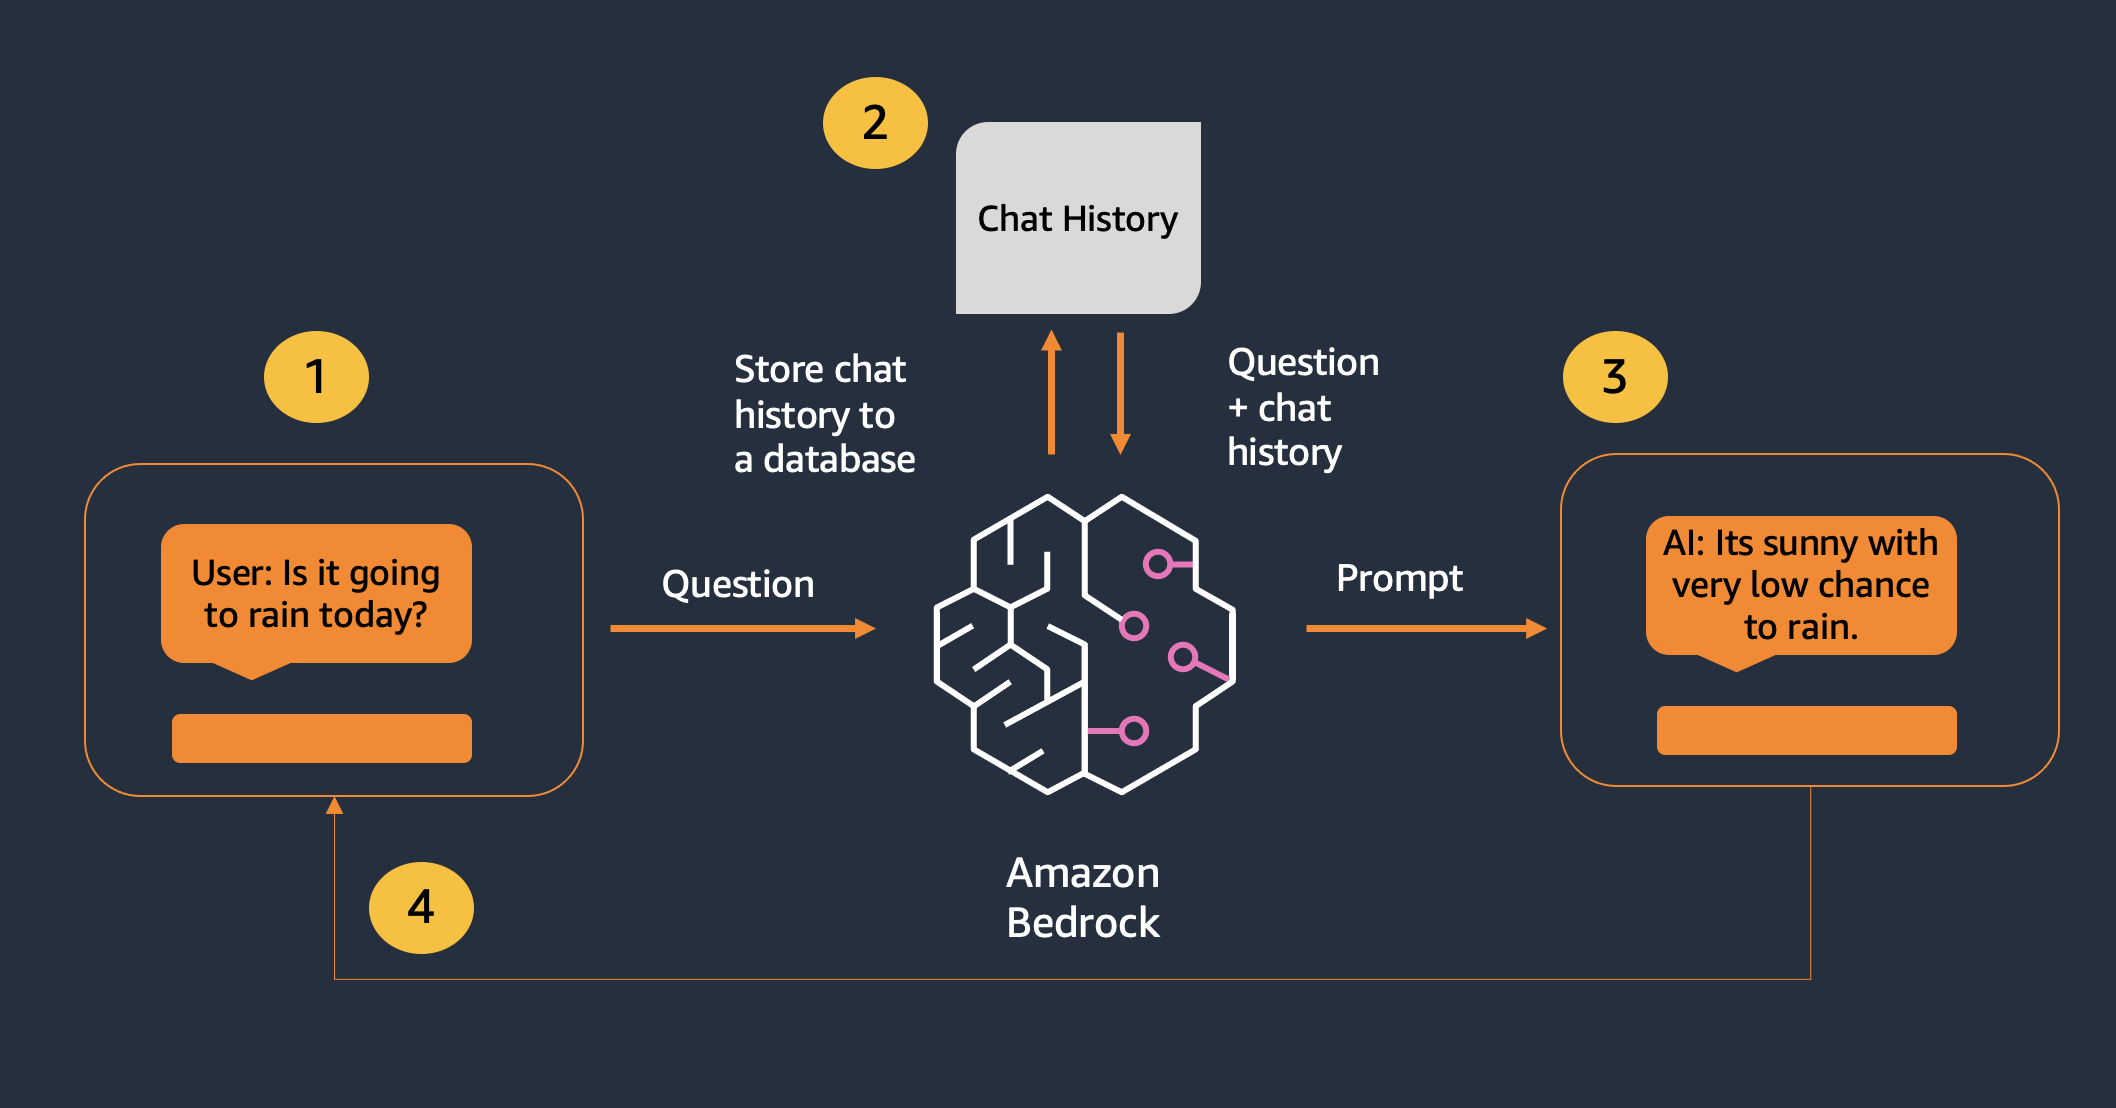 2
Chat History
1
Store chat
history to
a database
Question
+ chat
history
3
User: Is it going
to rain today?
Question
Prompt
AI: Its sunny with
very low chance
to rain.
Amazon
Bedrock
4